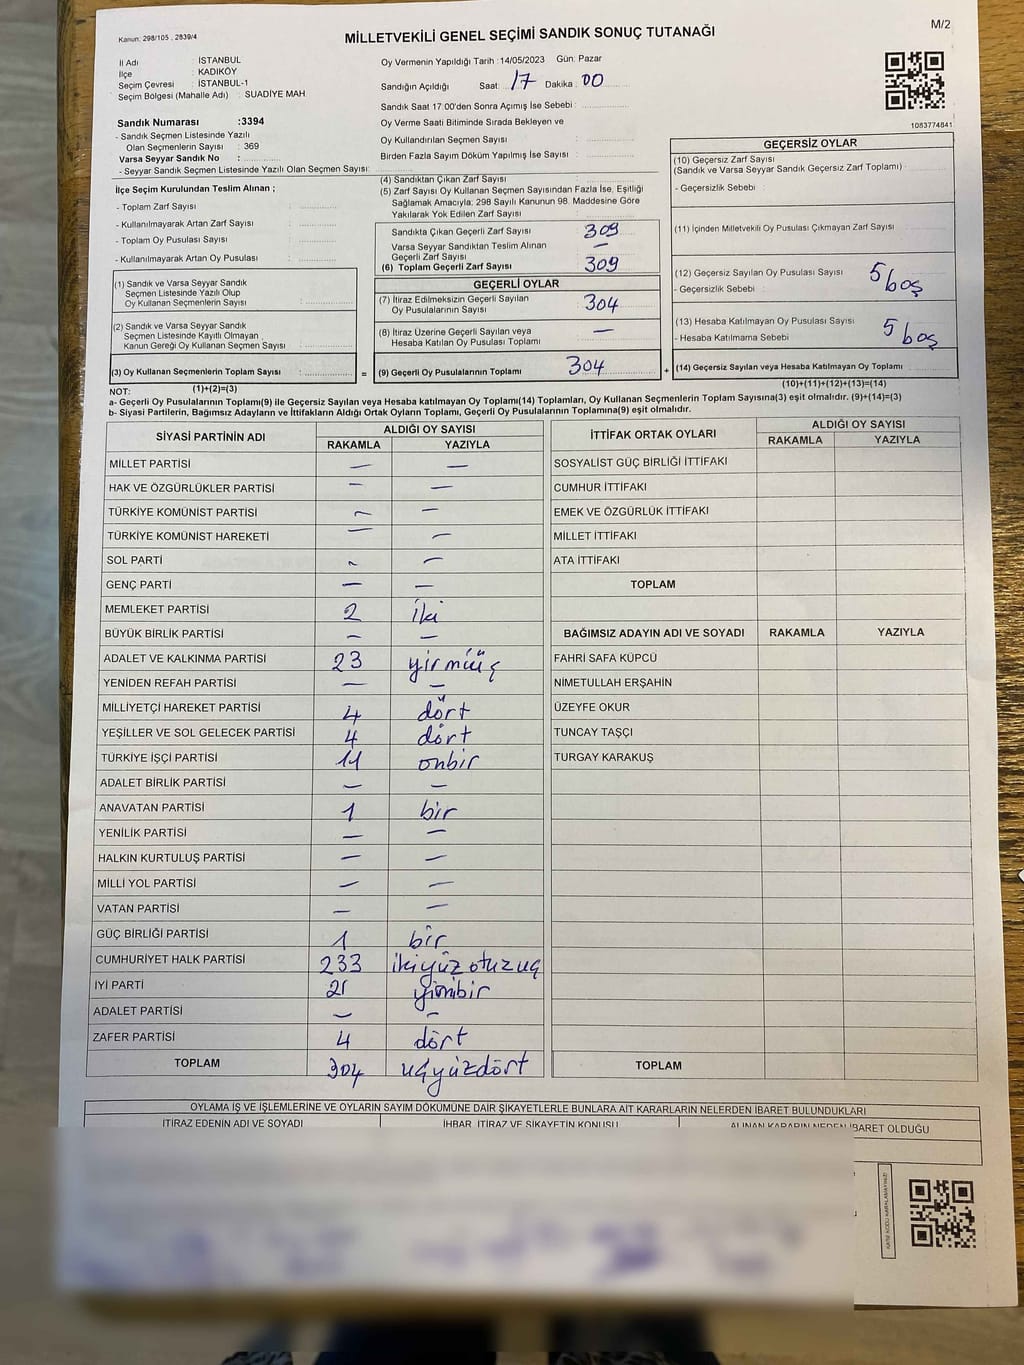 Kanun: 298/105 , 2839/4
MİLLETVEKİLİ GENEL SEÇİMİ SANDIK SONUÇ TUTANAĞI
M/2
İl Adı : İSTANBUL
İlçe : KADIKÖY
Seçim Çevresi : İSTANBUL-1
Seçim Bölgesi (Mahalle Adı) : SUADİYE MAH
Sandık Numarası :3394
- Sandık Seçmen Listesinde Yazılı
Olan Seçmenlerin Sayısı : 369
Varsa Seyyar Sandık No :
- Seyyar Sandık Seçmen Listesinde Yazılı Olan Seçmen Sayısı:
İlçe Seçim Kurulundan Teslim Alınan ;
- Toplam Zarf Sayısı :
- Kullanılmayarak Artan Zarf Sayısı :
- Toplam Oy Pusulası Sayısı :
- Kullanılmayarak Artan Oy Pusulası :
(1) Sandık ve Varsa Seyyar Sandık
Seçmen Listesinde Yazılı Olup
Oy Kullanan Seçmenlerin Sayısı :
(2) Sandık ve Varsa Seyyar Sandık
Seçmen Listesinde Kayıtlı Olmayan
Kanun Gereği Oy Kullanan Seçmen Sayısı :
(3) Oy Kullanan Seçmenlerin Toplam Sayısı :
(1)+(2)=(3)
Oy Vermenin Yapıldığı Tarih :14/05/2023 Gün: Pazar
Sandığın Açıldığı Saat: 17 Dakika : 00
Sandık Saat 17:00'den Sonra Açılmış İse Sebebi :
Oy Verme Saati Bitiminde Sırada Bekleyen ve
Oy Kullandırılan Seçmen Sayısı :
Birden Fazla Sayım Döküm Yapılmış İse Sayısı :
(4) Sandıktan Çıkan Zarf Sayısı :
(5) Zarf Sayısı Oy Kullanan Seçmen Sayısından Fazla İse, Eşitliği
Sağlamak Amacıyla; 298 Sayılı Kanunun 98. Maddesine Göre
Yakılarak Yok Edilen Zarf Sayısı :
Sandıkta Çıkan Geçerli Zarf Sayısı : 309
Varsa Seyyar Sandıktan Teslim Alınan
Geçerli Zarf Sayısı : —
(6) Toplam Geçerli Zarf Sayısı : 309
GEÇERLİ OYLAR
(7) İtiraz Edilmeksizin Geçerli Sayılan
Oy Pusulalarının Sayısı : 304
(8) İtiraz Üzerine Geçerli Sayılan veya
Hesaba Katılan Oy Pusulası Toplamı : —
= (9) Geçerli Oy Pusulalarının Toplamı : 304
1083774841
GEÇERSİZ OYLAR
(10) Geçersiz Zarf Sayısı
(Sandık ve Varsa Seyyar Sandık Geçersiz Zarf Toplamı) :
- Geçersizlik Sebebi :
(11) İçinden Milletvekili Oy Pusulası Çıkmayan Zarf Sayısı :
(12) Geçersiz Sayılan Oy Pusulası Sayısı : 5 boş
- Geçersizlik Sebebi :
(13) Hesaba Katılmayan Oy Pusulası Sayısı : 5 boş
- Hesaba Katılmama Sebebi :
+ (14) Geçersiz Sayılan veya Hesaba Katılmayan Oy Toplamı :
(10)+(11)+(12)+(13)=(14)
NOT:
a- Geçerli Oy Pusulalarının Toplamı(9) ile Geçersiz Sayılan veya Hesaba katılmayan Oy Toplamı(14) Toplamları, Oy Kullanan Seçmenlerin Toplam Sayısına(3) eşit olmalıdır. (9)+(14)=(3)
b- Siyasi Partilerin, Bağımsız Adayların ve İttifakların Aldığı Ortak Oyların Toplamı, Geçerli Oy Pusulalarının Toplamına(9) eşit olmalıdır.
SİYASİ PARTİNİN ADI ALDIĞI OY SAYISI
RAKAMLA YAZIYLA
MİLLET PARTİSİ — —
HAK VE ÖZGÜRLÜKLER PARTİSİ — —
TÜRKİYE KOMÜNİST PARTİSİ — —
TÜRKİYE KOMÜNİST HAREKETİ — —
SOL PARTİ — —
GENÇ PARTİ — —
MEMLEKET PARTİSİ 2 iki
BÜYÜK BİRLİK PARTİSİ — —
ADALET VE KALKINMA PARTİSİ 23 yirmiüç
YENİDEN REFAH PARTİSİ — —
MİLLİYETÇİ HAREKET PARTİSİ 4 dört
YEŞİLLER VE SOL GELECEK PARTİSİ 4 dört
TÜRKİYE İŞÇİ PARTİSİ 11 onbir
ADALET BİRLİK PARTİSİ — —
ANAVATAN PARTİSİ 1 bir
YENİLİK PARTİSİ — —
HALKIN KURTULUŞ PARTİSİ — —
MİLLİ YOL PARTİSİ — —
VATAN PARTİSİ — —
GÜÇ BİRLİĞİ PARTİSİ 1 bir
CUMHURİYET HALK PARTİSİ 233 ikiyüz otuzuç
İYİ PARTİ 21 yirmibir
ADALET PARTİSİ — —
ZAFER PARTİSİ 4 dört
TOPLAM 304 uçyüzdört
İTTİFAK ORTAK OYLARI ALDIĞI OY SAYISI
RAKAMLA YAZIYLA
SOSYALİST GÜÇ BİRLİĞİ İTTİFAKI
CUMHUR İTTİFAKI
EMEK VE ÖZGÜRLÜK İTTİFAKI
MİLLET İTTİFAKI
ATA İTTİFAKI
TOPLAM
BAĞIMSIZ ADAYIN ADI VE SOYADI RAKAMLA YAZIYLA
FAHRİ SAFA KÜPCÜ
NİMETULLAH ERŞAHİN
ÜZEYFE OKUR
TUNCAY TAŞÇI
TURGAY KARAKUŞ
TOPLAM
OYLAMA İŞ VE İŞLEMLERİNE VE OYLARIN SAYIM DÖKÜMÜNE DAİR ŞİKAYETLERLE BUNLARA AİT KARARLARIN NELERDEN İBARET BULUNDUKLARI
İTİRAZ EDENİN ADI VE SOYADI İHBAR, İTİRAZ VE ŞİKAYETİN KONUSU ALINAN KARARIN NEDEN İBARET OLDUĞU